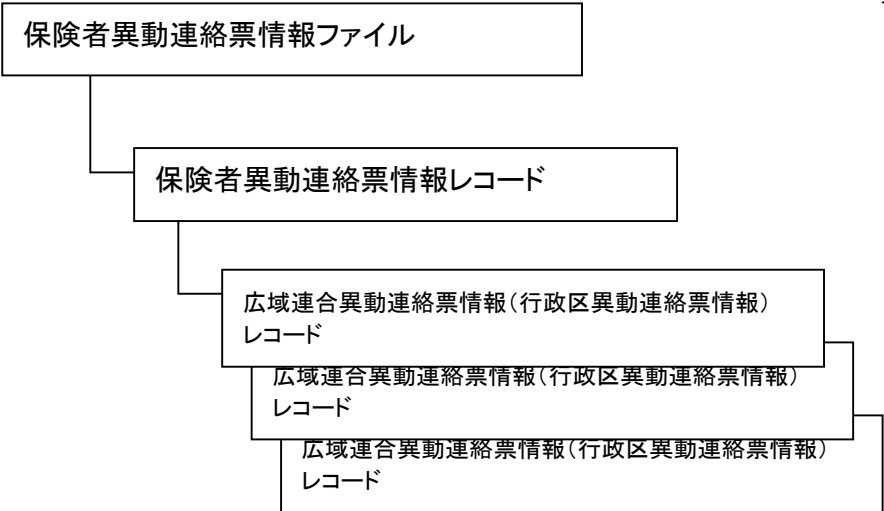 保険者異動連絡票情報ファイル
保険者異動連絡票情報レコード
広域連合異動連絡票情報（行政区異動連絡票情報）
レコード
広域連合異動連絡票情報（行政区異動連絡票情報）
レコード
広域連合異動連絡票情報（行政区異動連絡票情報）
レコード